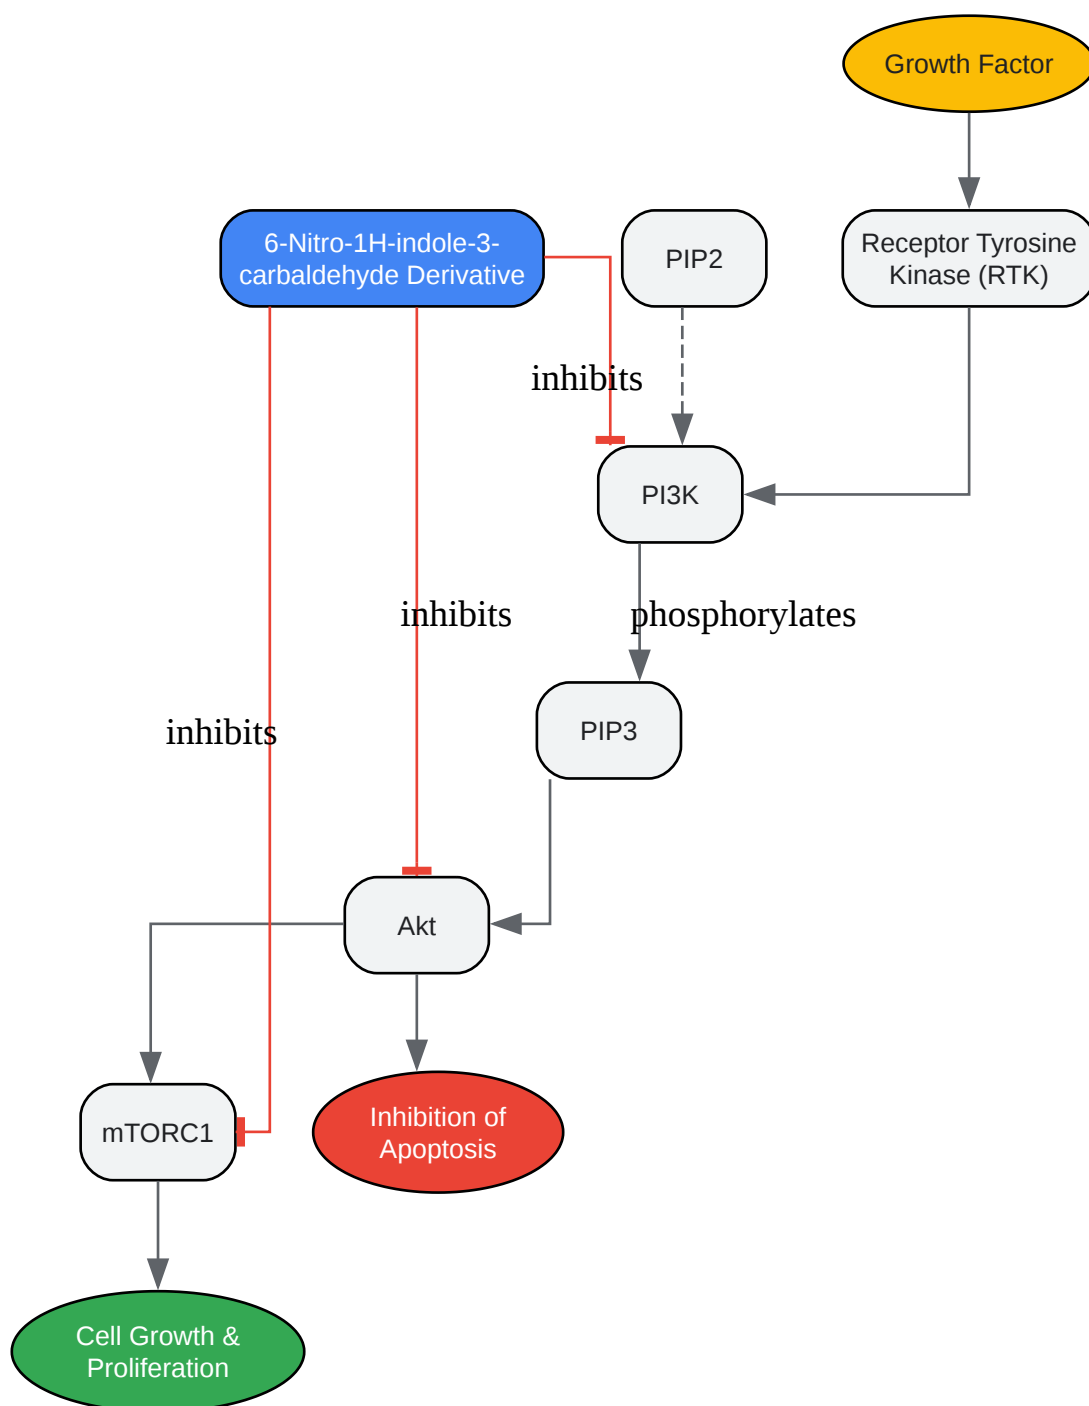 Growth Factor
6-Nitro-1H-indole-3-
carbaldehyde Derivative
PIP2
Receptor Tyrosine
Kinase (RTK)
inhibits
PI3K
inhibits
phosphorylates
PIP3
inhibits
Akt
mTORC1
Inhibition of
Apoptosis
Cell Growth &
Proliferation